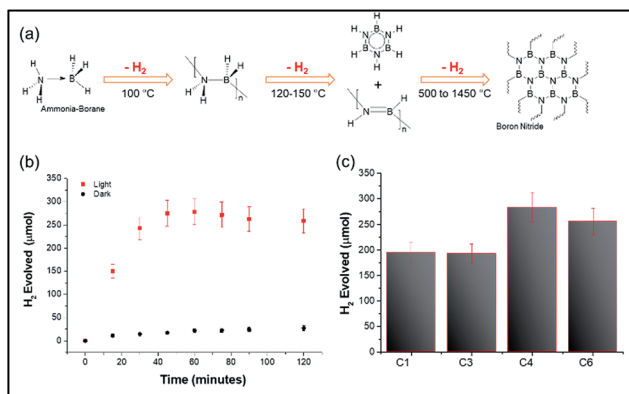 (a)
- H₂
100 °C
- H₂
120-150 °C
- H₂
500 to 1450 °C
Ammonia-Borane
H
H
H
N
B
H
H
H
H
H
N
B
H
H
n
H
H
B
H
N
N
B
B
H
N
H
H
+
H
N
B
H
n
B
B
N
N
N
B
B
B
N
N
N
N
B
B
B
N
N
Boron Nitride
(b)
Light
Dark
H₂ Evolved (µmol)
350
300
250
200
150
100
50
0
0
20
40
60
80
100
120
Time (minutes)
(c)
H₂ Evolved (µmol)
350
300
250
200
150
100
50
0
C1
C3
C4
C6